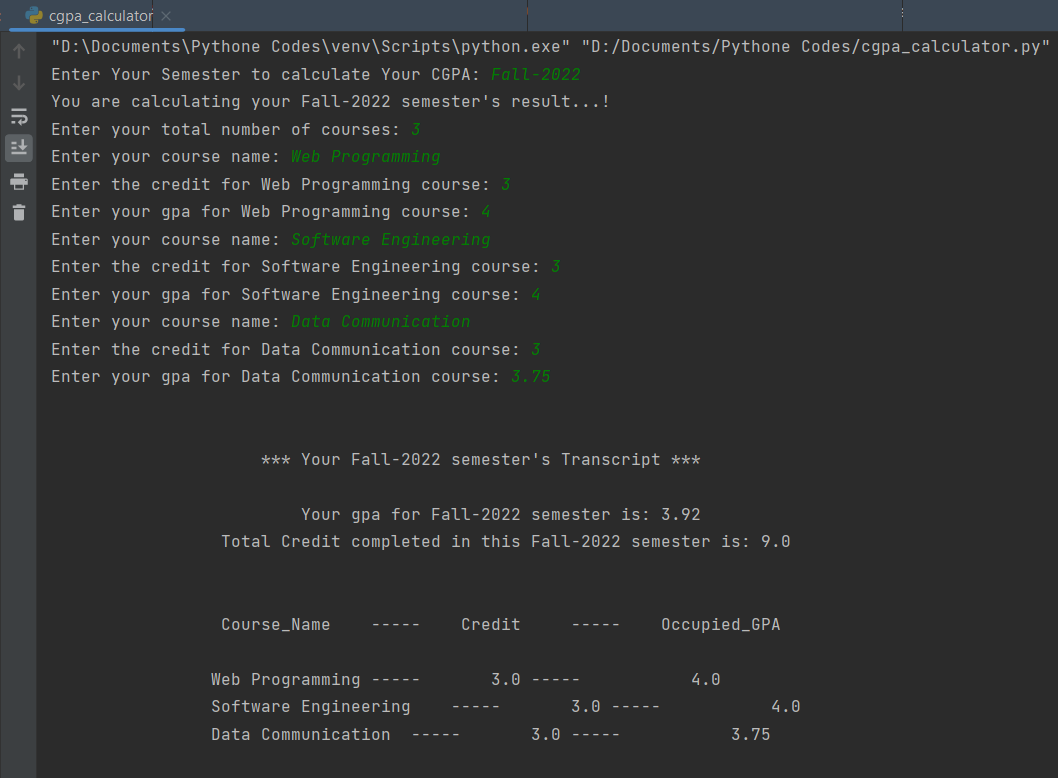 cgpa_calculator
"D:\Documents\Pythone Codes\venv\Scripts\python.exe" "D:/Documents/Pythone Codes/cgpa_calculator.py"
Enter Your Semester to calculate Your CGPA: Fall-2022
You are calculating your Fall-2022 semester's result...!
Enter your total number of courses: 3
Enter your course name: Web Programming
Enter the credit for Web Programming course: 3
Enter your gpa for Web Programming course: 4
Enter your course name: Software Engineering
Enter the credit for Software Engineering course: 3
Enter your gpa for Software Engineering course: 4
Enter your course name: Data Communication
Enter the credit for Data Communication course: 3
Enter your gpa for Data Communication course: 3.75
*** Your Fall-2022 semester's Transcript ***
Your gpa for Fall-2022 semester is: 3.92
Total Credit completed in this Fall-2022 semester is: 9.0
Course_Name    -----    Credit     -----    Occupied_GPA
Web Programming -----       3.0 -----           4.0
Software Engineering    -----       3.0 -----           4.0
Data Communication  -----       3.0 -----           3.75